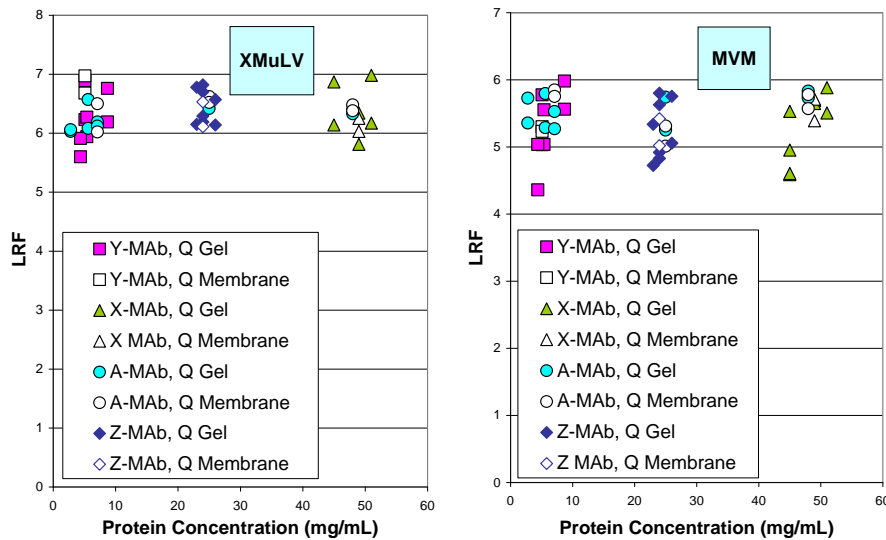 XMuLV
8
7
6
5
4
3
2
1
0
LRF
Y-MAb, Q Gel
Y-MAb, Q Membrane
X-MAb, Q Gel
X MAb, Q Membrane
A-MAb, Q Gel
A-MAb, Q Membrane
Z-MAb, Q Gel
Z-MAb, Q Membrane
0 10 20 30 40 50 60
Protein Concentration (mg/mL)
MVM
7
6
5
4
3
2
1
0
LRF
Y-MAb, Q Gel
Y-MAb, Q Membrane
X-MAb, Q Gel
X-MAb, Q Membrane
A-MAb, Q Gel
A-MAb, Q Membrane
Z-MAb, Q Gel
Z MAb, Q Membrane
0 10 20 30 40 50 60
Protein Concentration (mg/mL)